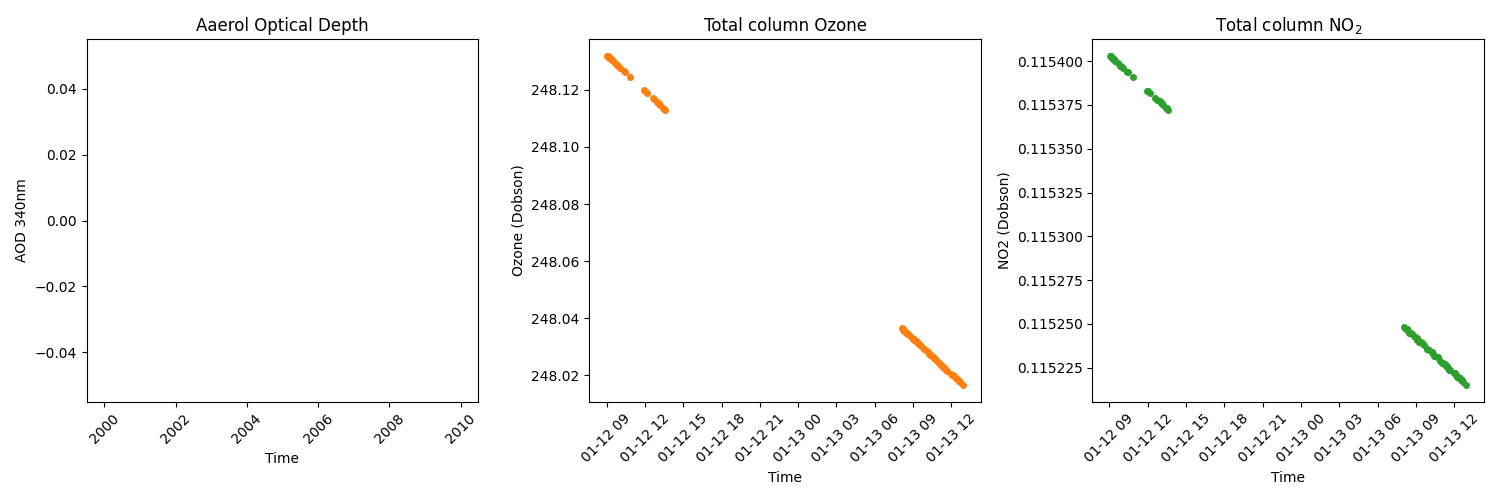 Aaerol Optical Depth
AOD 340nm
0.04
0.02
0.00
−0.02
−0.04
2000 2002 2004 2006 2008 2010
Time
Total column Ozone
Ozone (Dobson)
248.12
248.10
248.08
248.06
248.04
248.02
01-12 09 01-12 12 01-12 15 01-12 18 01-12 21 01-13 00 01-13 03 01-13 06 01-13 09 01-13 12
Time
Total column NO₂
NO2 (Dobson)
0.115400
0.115375
0.115350
0.115325
0.115300
0.115275
0.115250
0.115225
01-12 09 01-12 12 01-12 15 01-12 18 01-12 21 01-13 00 01-13 03 01-13 06 01-13 09 01-13 12
Time